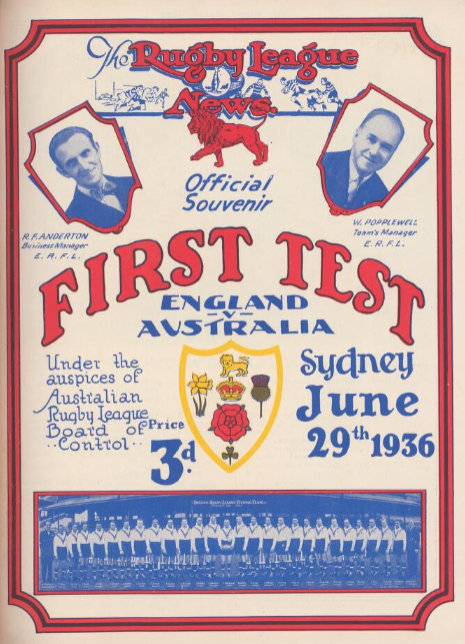 The Rugby League
News.
Official
Souvenir
R.F. ANDERTON
Business Manager
E. R. F. L.
W. POPPLEWELL
Team's Manager
E. R. F. L.
FIRST TEST
ENGLAND
-V-
AUSTRALIA
Under the
auspices of
Australian
Rugby League
Board of
··Control··
Price
3d.
Sydney
June
29th 1936